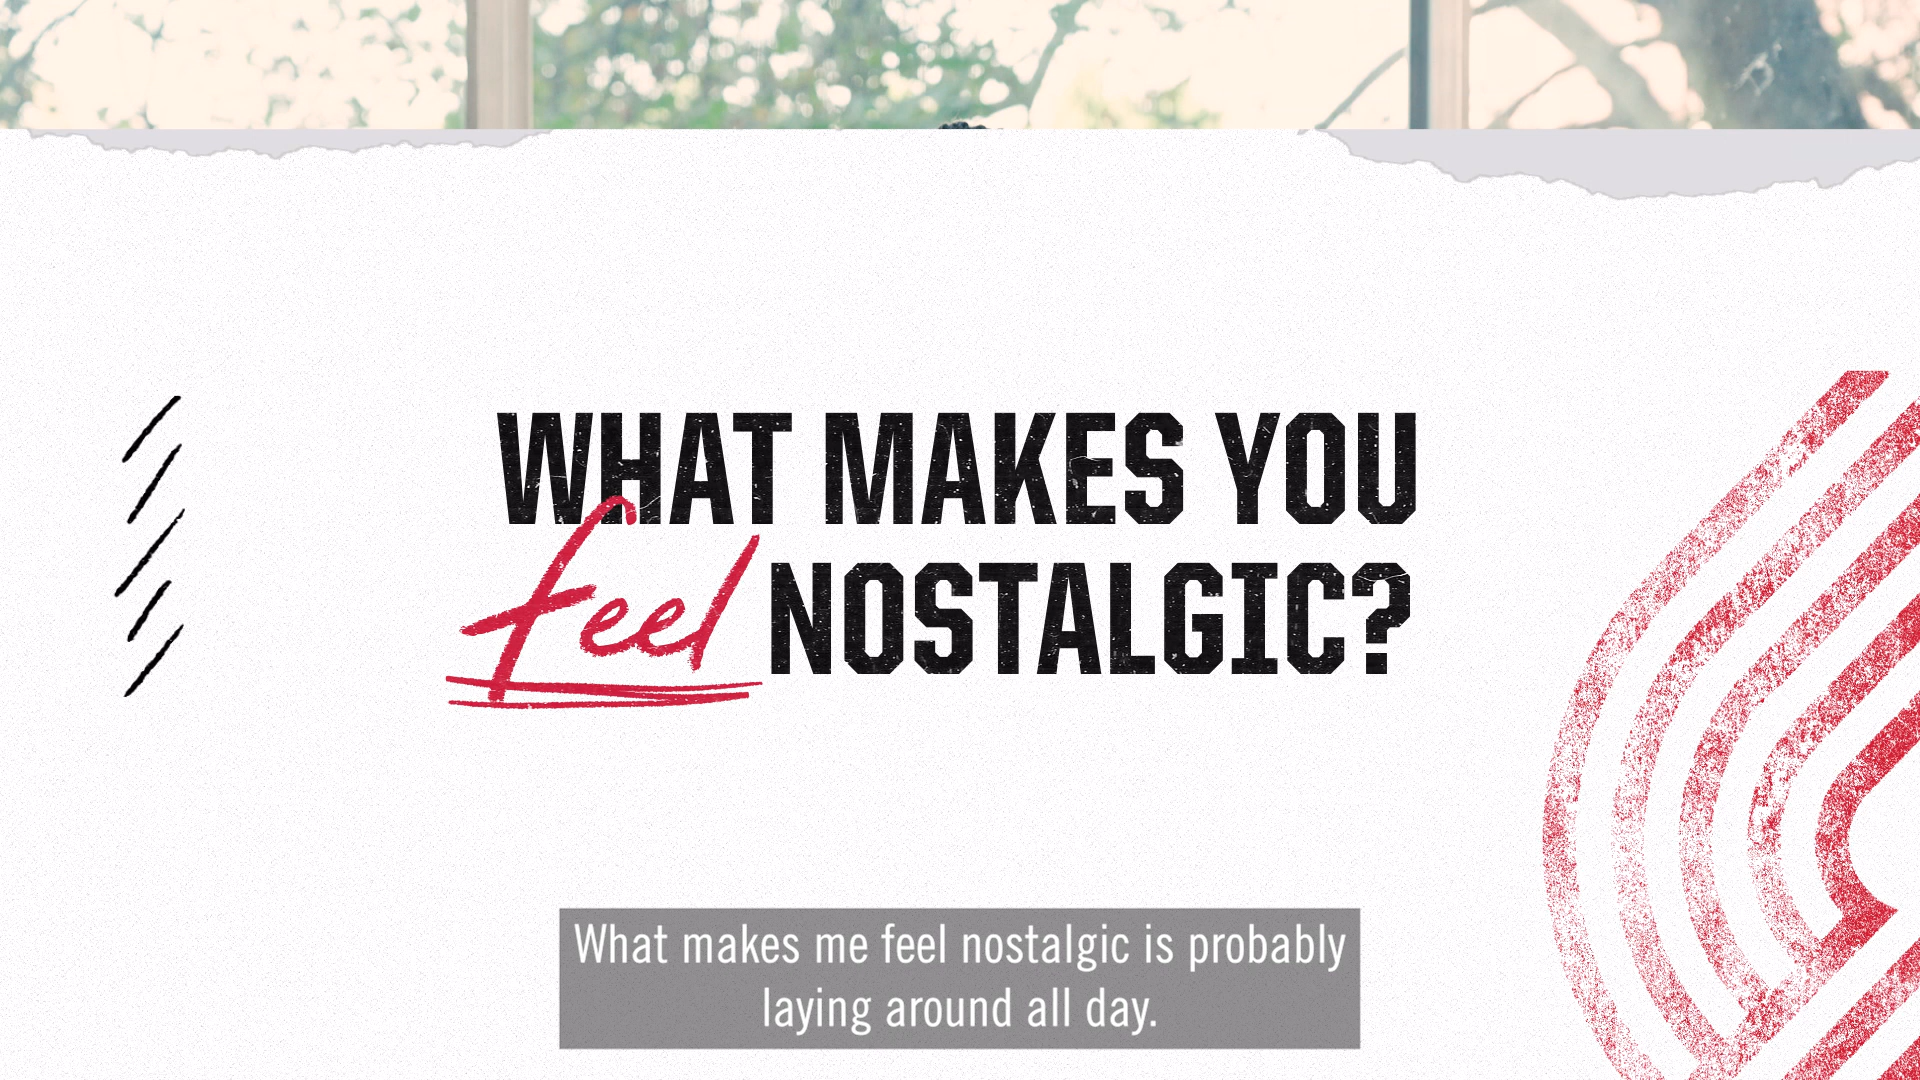 WHAT MAKES YOU
feel NOSTALGIC?
What makes me feel nostalgic is probably
laying around all day.